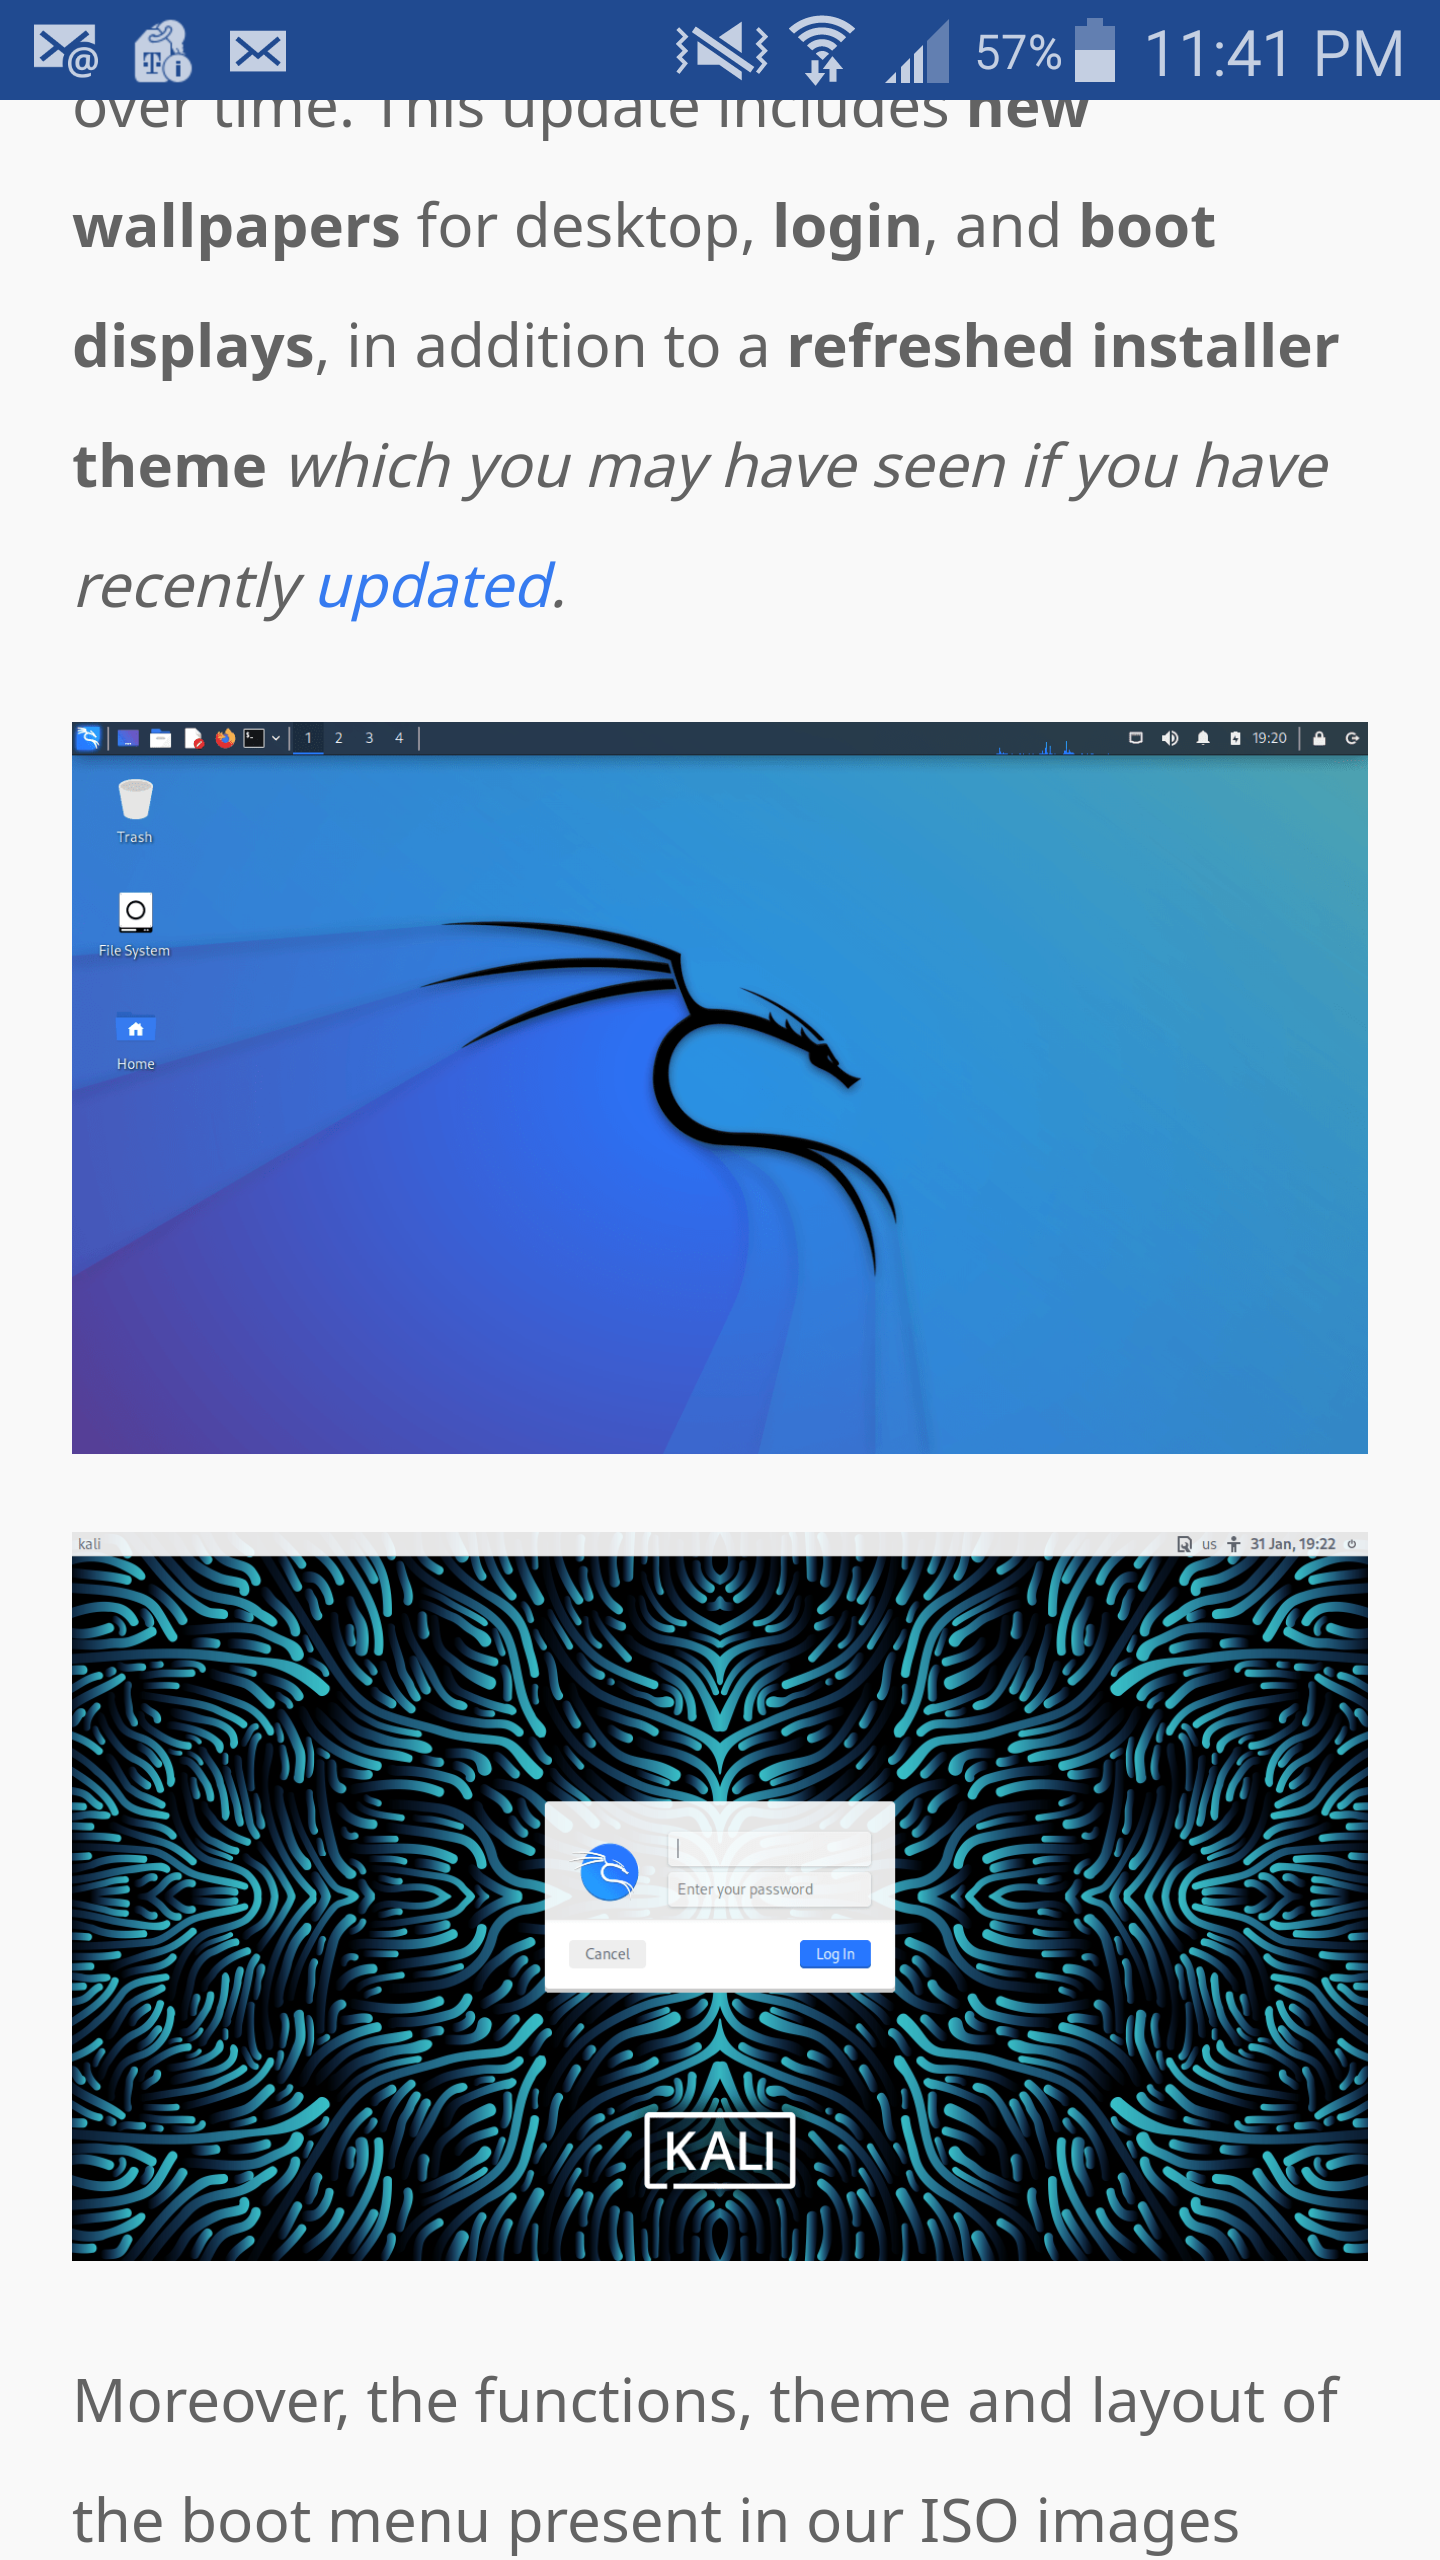 57% 11:41 PM
over time. This update includes new
wallpapers for desktop, login, and boot
displays, in addition to a refreshed installer
theme which you may have seen if you have
recently updated.
1 2 3 4 19:20
Trash
File System
Home
kali us 31 Jan, 19:22
Enter your password
Cancel Log In
KALI
Moreover, the functions, theme and layout of
the boot menu present in our ISO images